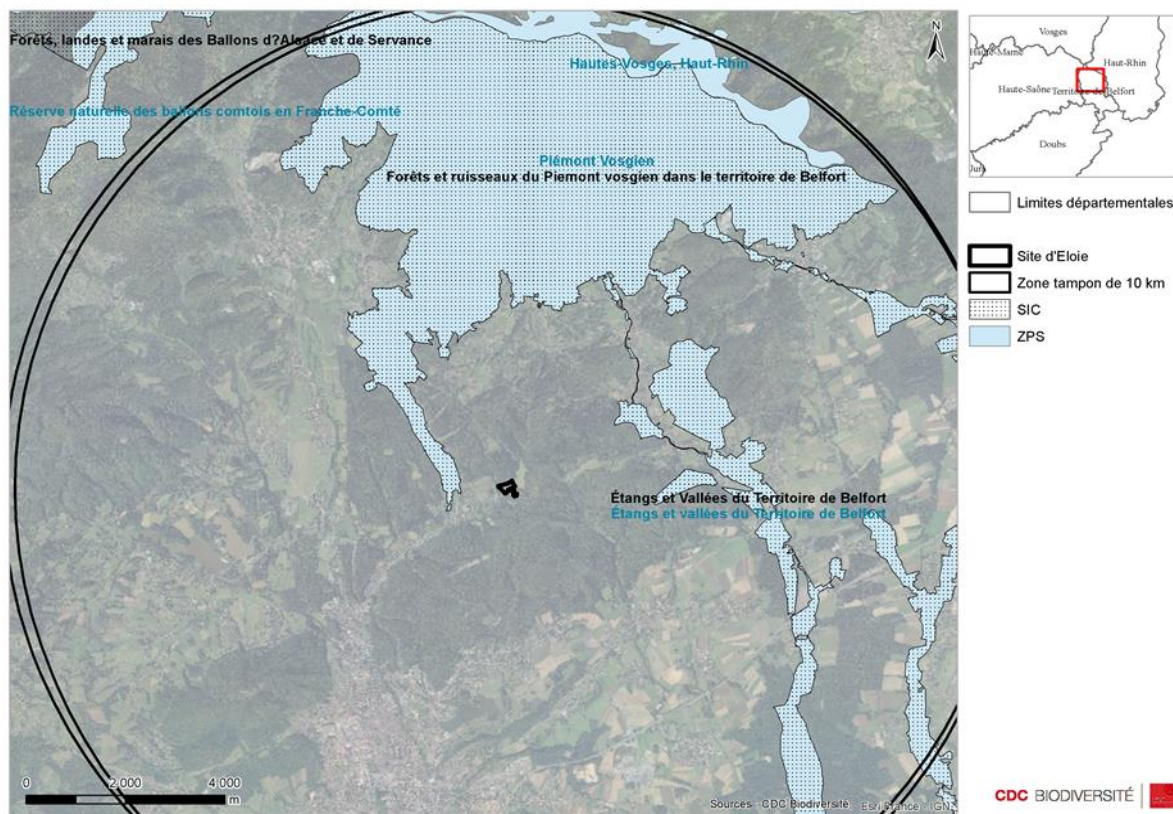 Forêts, landes et marais des Ballons d?Alsace et de Servance
Hautes-Vosges, Haut-Rhin
Réserve naturelle des ballons comtois en Franche-Comté
Piémont Vosgien
Forêts et ruisseaux du Piemont vosgien dans le territoire de Belfort
Étangs et Vallées du Territoire de Belfort
Étangs et vallées du Territoire de Belfort
0 2 000 4 000
m
Sources : CDC Biodiversité, Esri France - IGN
N
Vosges
Haute-Marne
Haut-Rhin
Haute-Saône
Territoire de Belfort
Doubs
Jura
Limites départementales
Site d'Eloie
Zone tampon de 10 km
SIC
ZPS
CDC BIODIVERSITÉ